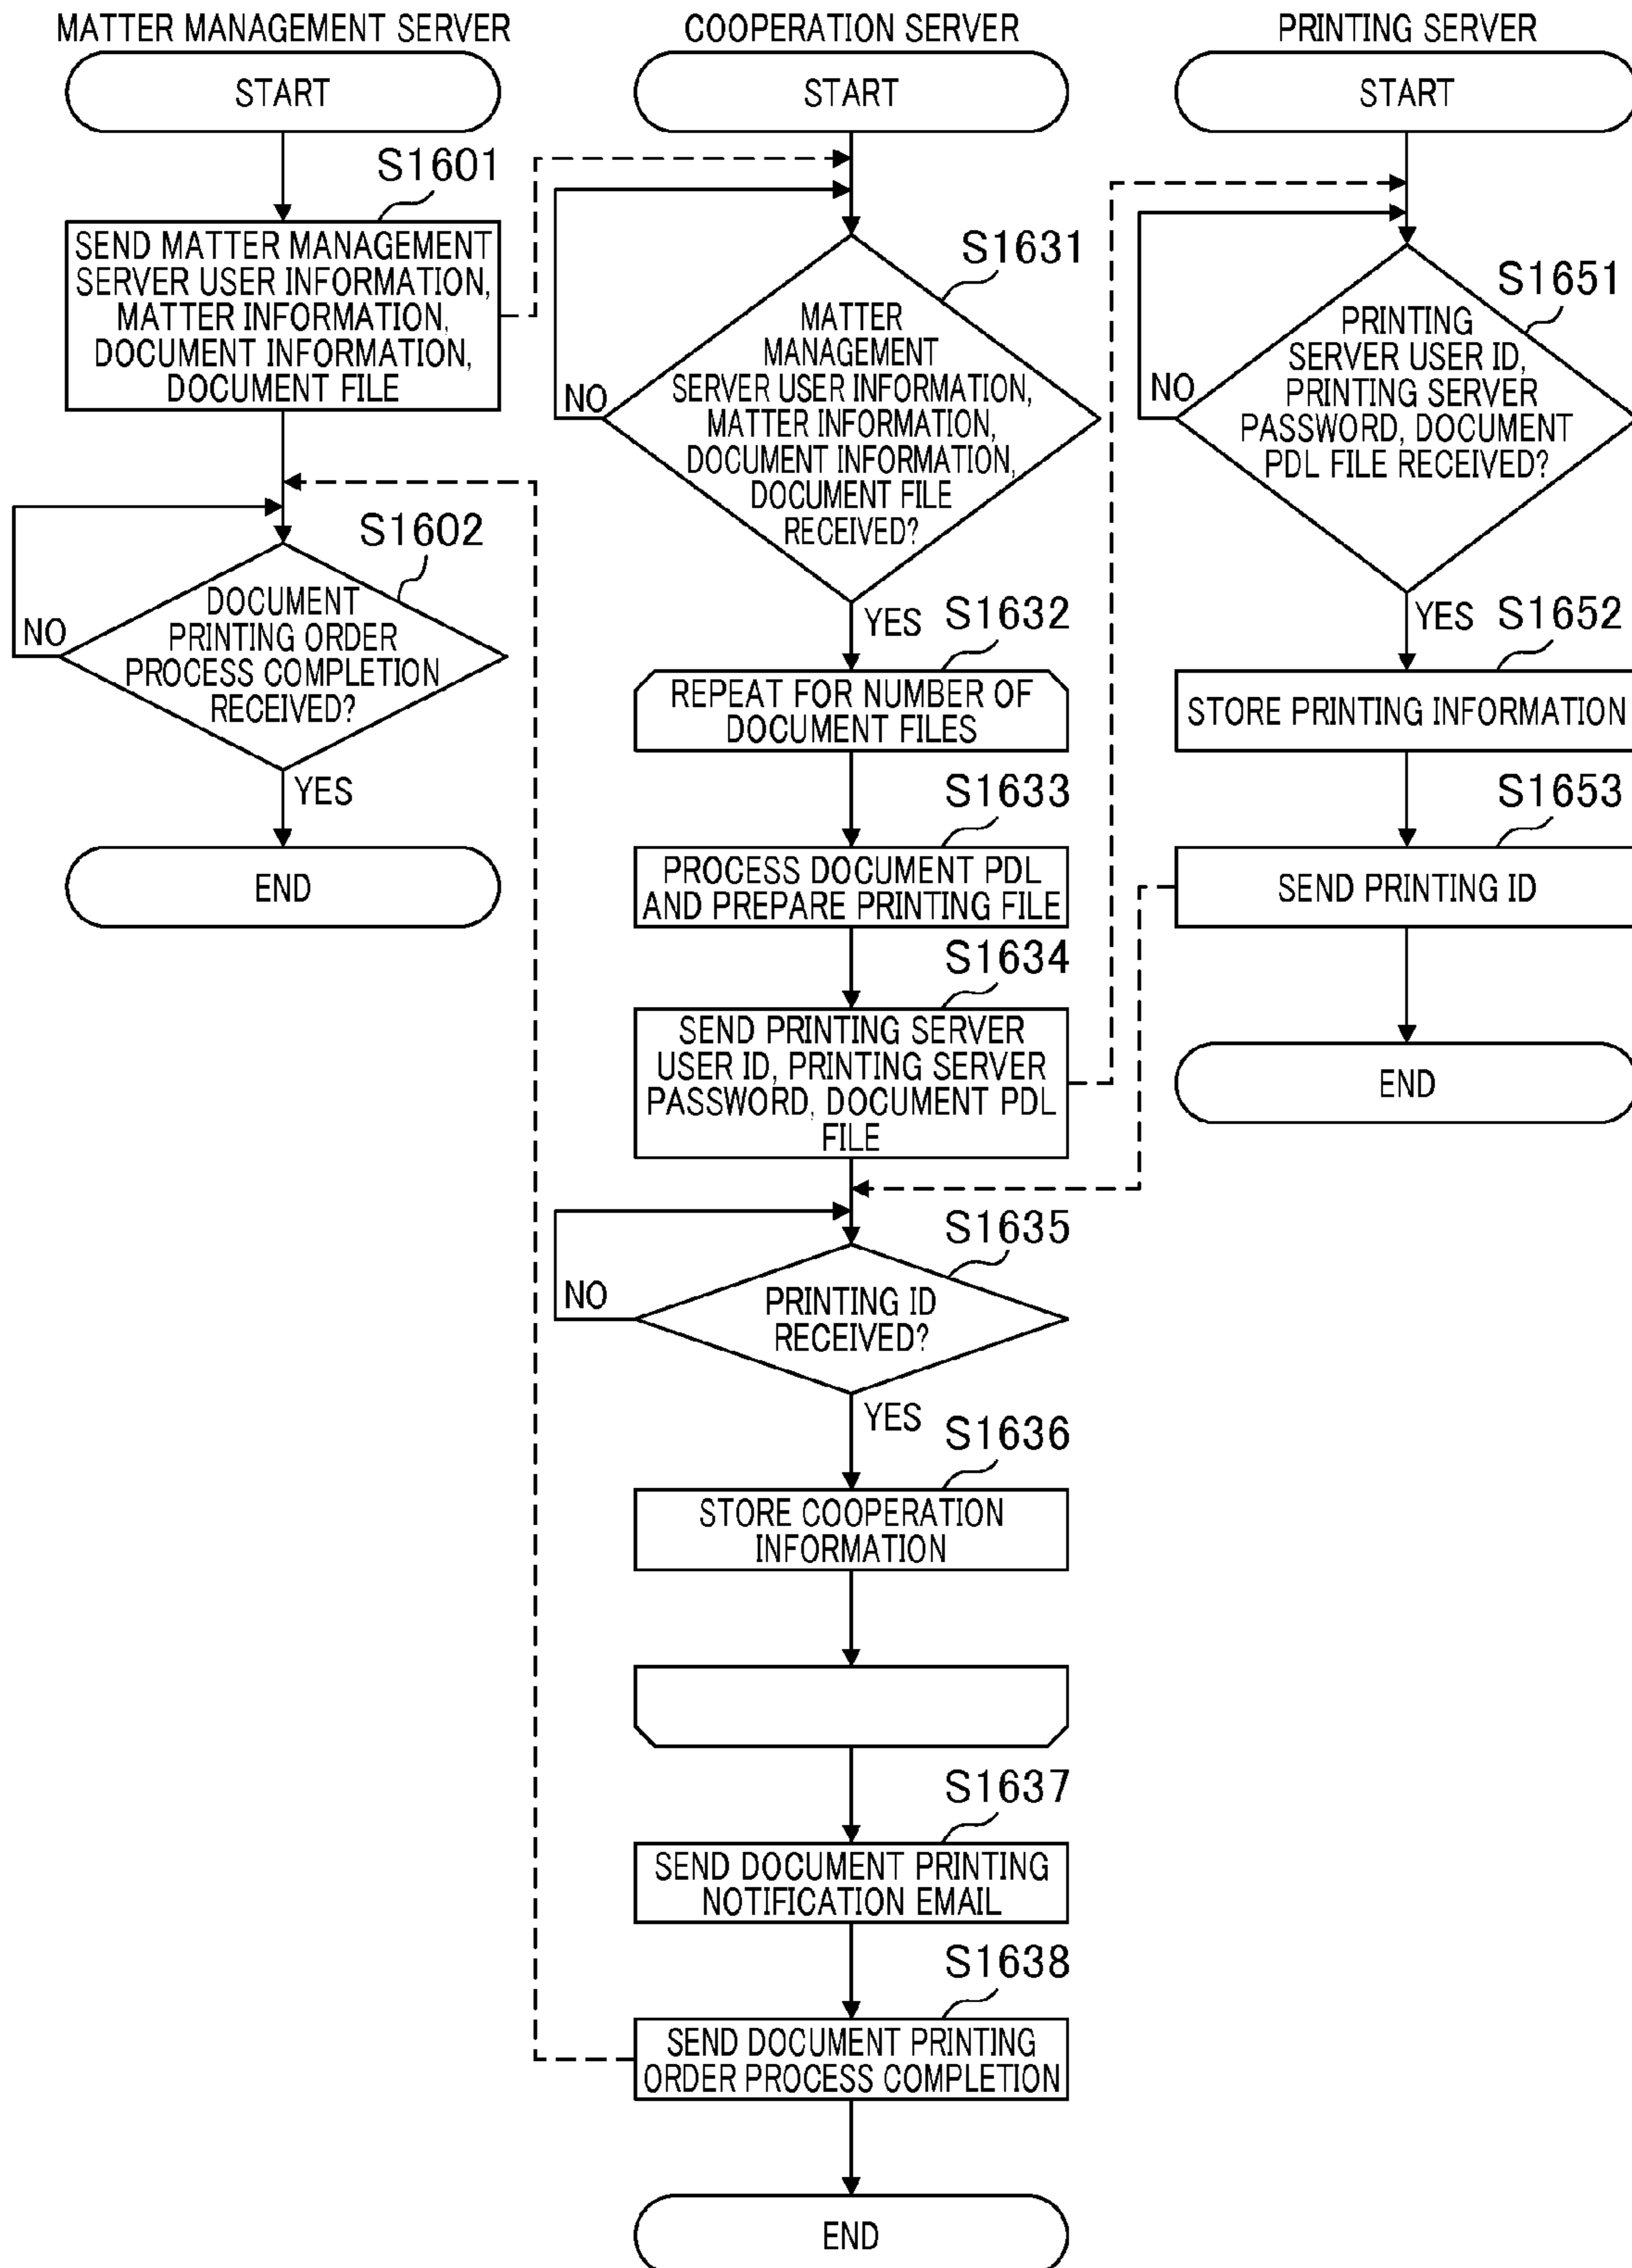 MATTER MANAGEMENT SERVER
START
S1601
SEND MATTER MANAGEMENT
SERVER USER INFORMATION,
MATTER INFORMATION,
DOCUMENT INFORMATION,
DOCUMENT FILE
S1602
DOCUMENT
PRINTING ORDER
PROCESS COMPLETION
RECEIVED?
NO
YES
END
COOPERATION SERVER
START
S1631
MATTER
MANAGEMENT
SERVER USER INFORMATION,
MATTER INFORMATION,
DOCUMENT INFORMATION,
DOCUMENT FILE
RECEIVED?
NO
YES
S1632
REPEAT FOR NUMBER OF
DOCUMENT FILES
S1633
PROCESS DOCUMENT PDL
AND PREPARE PRINTING FILE
S1634
SEND PRINTING SERVER
USER ID, PRINTING SERVER
PASSWORD, DOCUMENT PDL
FILE
S1635
PRINTING ID
RECEIVED?
NO
YES
S1636
STORE COOPERATION
INFORMATION
S1637
SEND DOCUMENT PRINTING
NOTIFICATION EMAIL
S1638
SEND DOCUMENT PRINTING
ORDER PROCESS COMPLETION
END
PRINTING SERVER
START
S1651
PRINTING
SERVER USER ID,
PRINTING SERVER
PASSWORD, DOCUMENT
PDL FILE RECEIVED?
NO
YES
S1652
STORE PRINTING INFORMATION
S1653
SEND PRINTING ID
END